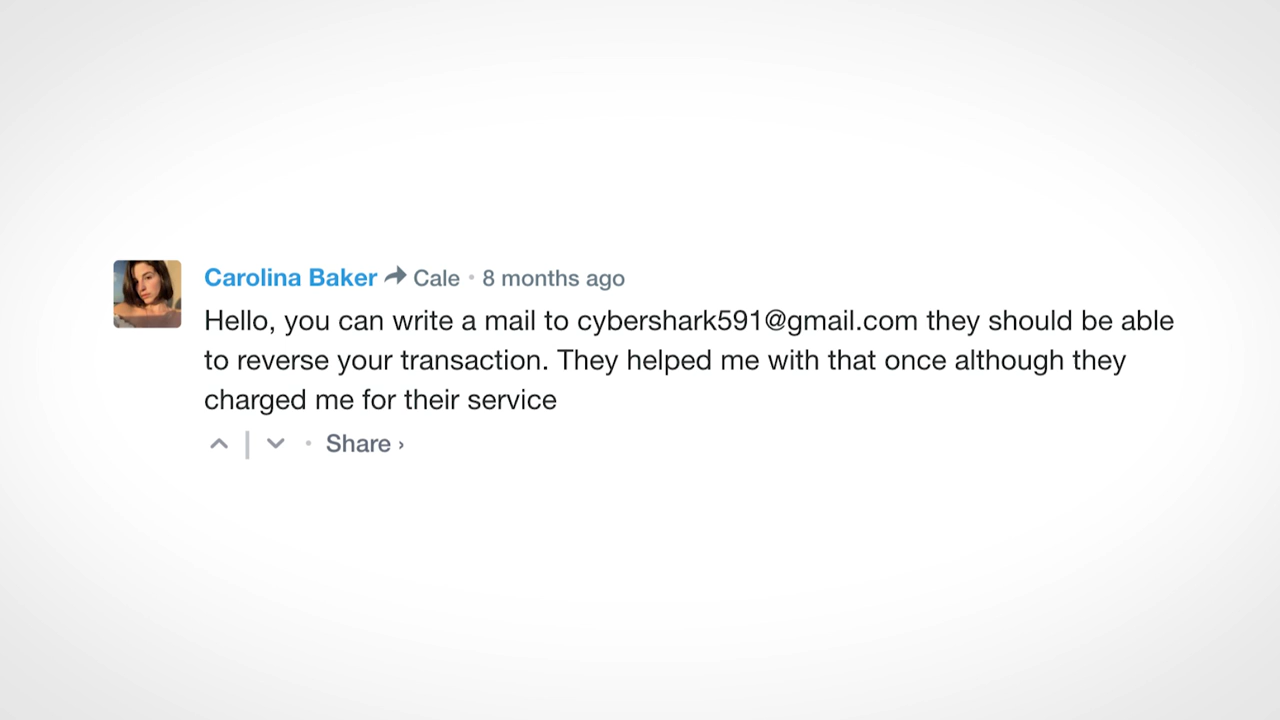 Carolina Baker Cale • 8 months ago
Hello, you can write a mail to cybershark591@gmail.com they should be able
to reverse your transaction. They helped me with that once although they
charged me for their service
• Share ›